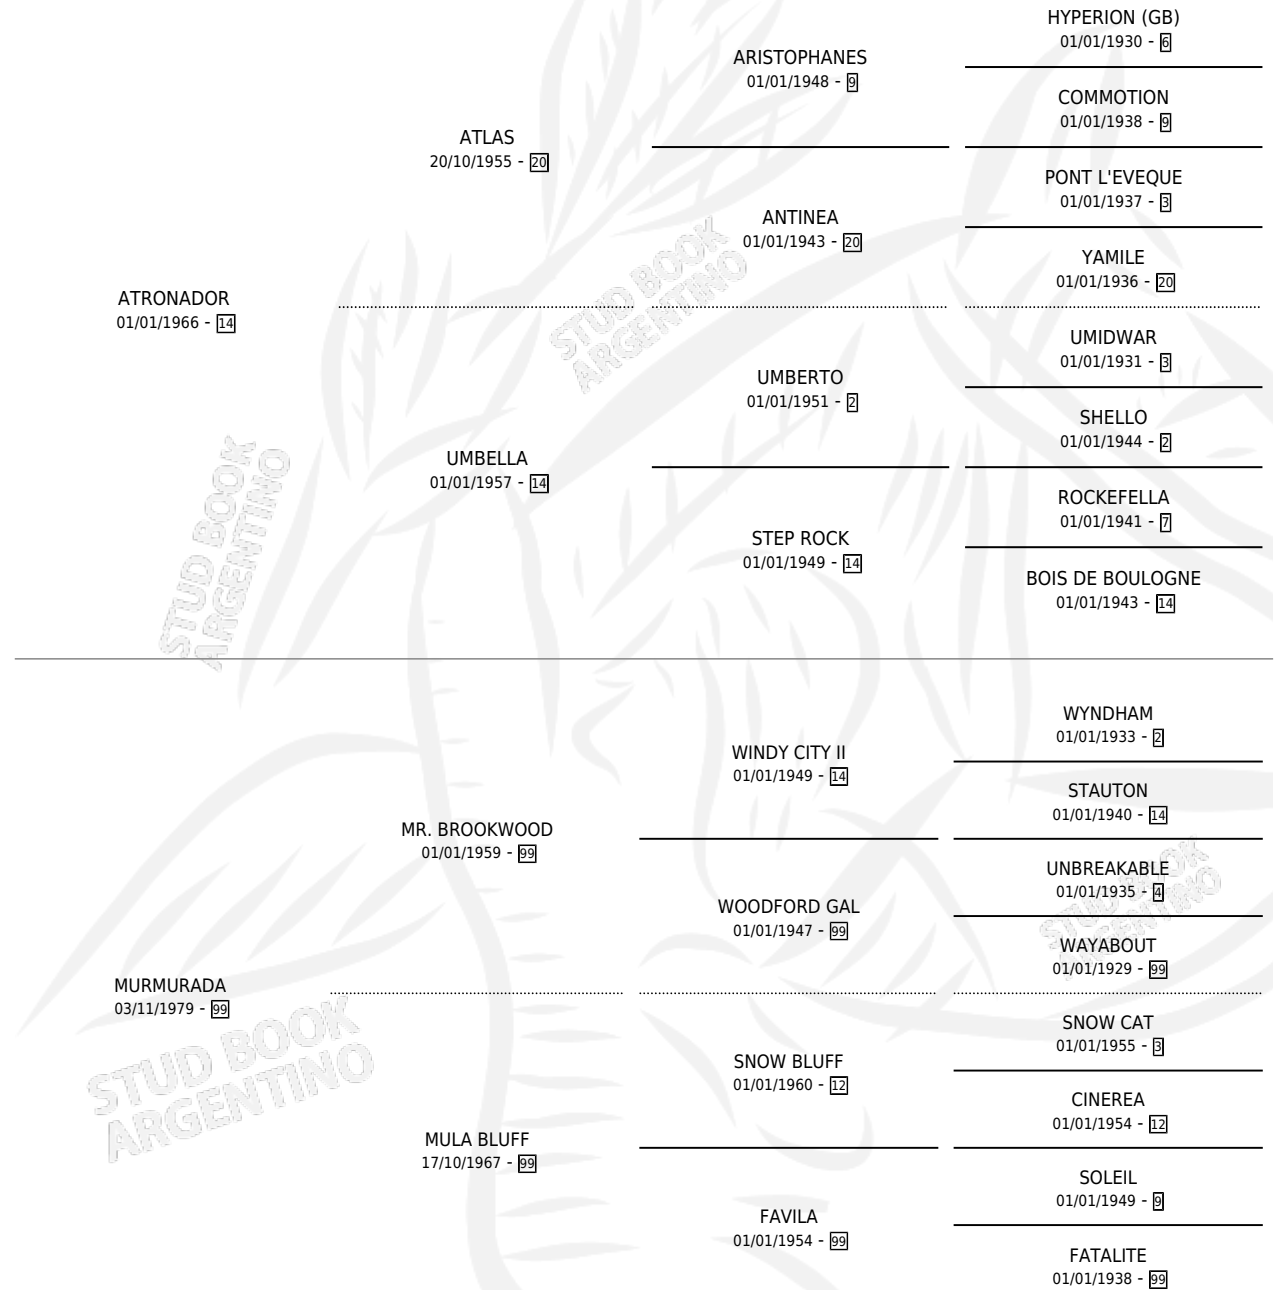 HYPERION (GB)
01/01/1930 - 6
ARISTOPHANES
01/01/1948 - 9
COMMOTION
01/01/1938 - 9
ATLAS
20/10/1955 - 20
PONT L'EVEQUE
01/01/1937 - 3
ANTINEA
01/01/1943 - 20
YAMILE
01/01/1936 - 20
ATRONADOR
01/01/1966 - 14
UMIDWAR
01/01/1931 - 3
UMBERTO
01/01/1951 - 2
SHELLO
01/01/1944 - 2
UMBELLA
01/01/1957 - 14
ROCKEFELLA
01/01/1941 - 7
STEP ROCK
01/01/1949 - 14
BOIS DE BOULOGNE
01/01/1943 - 14
WYNDHAM
01/01/1933 - 2
WINDY CITY II
01/01/1949 - 14
STAUTON
01/01/1940 - 14
MR. BROOKWOOD
01/01/1959 - 99
UNBREAKABLE
01/01/1935 - 4
WOODFORD GAL
01/01/1947 - 99
WAYABOUT
01/01/1929 - 99
MURMURADA
03/11/1979 - 99
SNOW CAT
01/01/1955 - 3
SNOW BLUFF
01/01/1960 - 12
CINEREA
01/01/1954 - 12
MULA BLUFF
17/10/1967 - 99
SOLEIL
01/01/1949 - 9
FAVILA
01/01/1954 - 99
FATALITE
01/01/1938 - 99
STUD BOOK
ARGENTINO
STUD BOOK
ARGENTINO
STUD BOOK
ARGENTINO
STUD BOOK
ARGENTINO